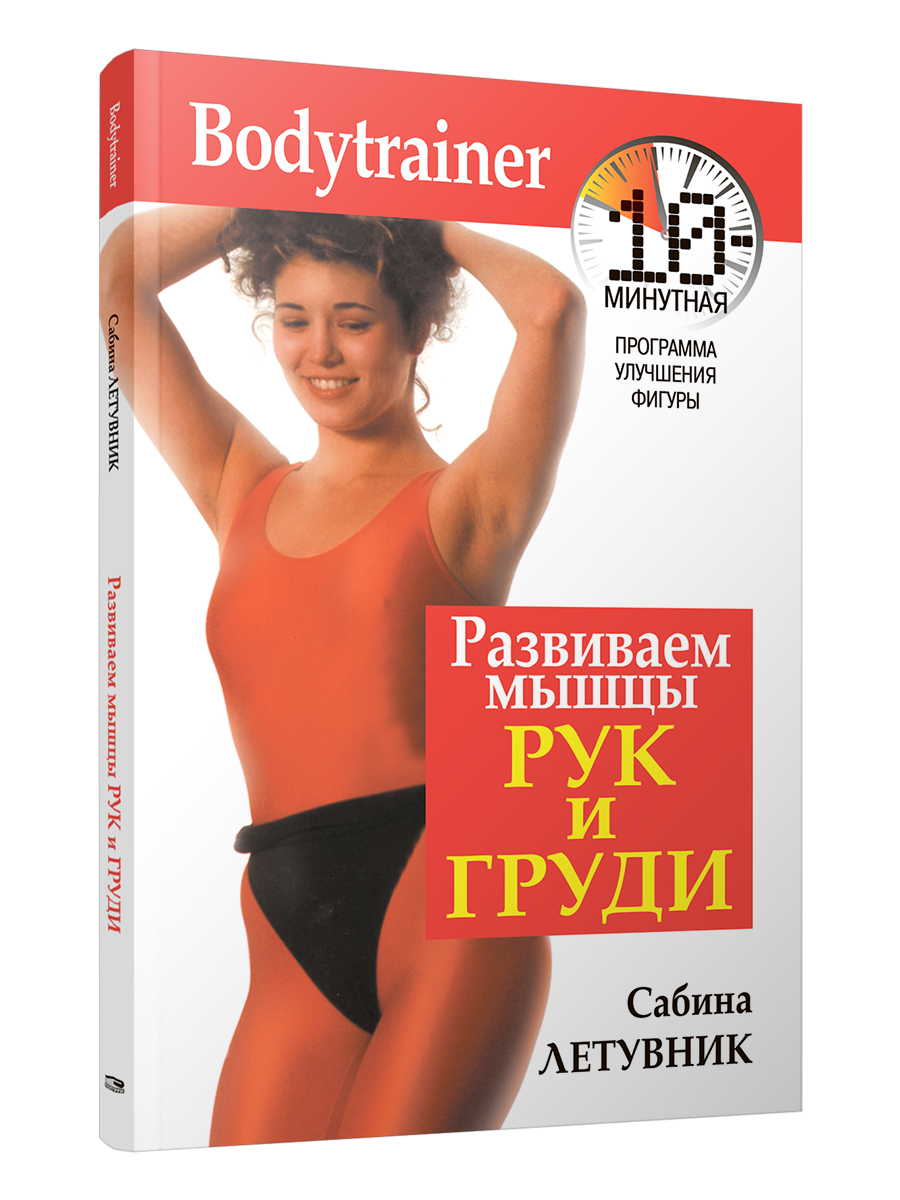 Bodytrainer
10-
МИНУТНАЯ
ПРОГРАММА
УЛУЧШЕНИЯ
ФИГУРЫ
Развиваем
мышцы
РУК
и
ГРУДИ
Сабина
ЛЕТУВНИК
Bodytrainer
Сабина ЛЕТУВНИК
Развиваем мышцы РУК и ГРУДИ